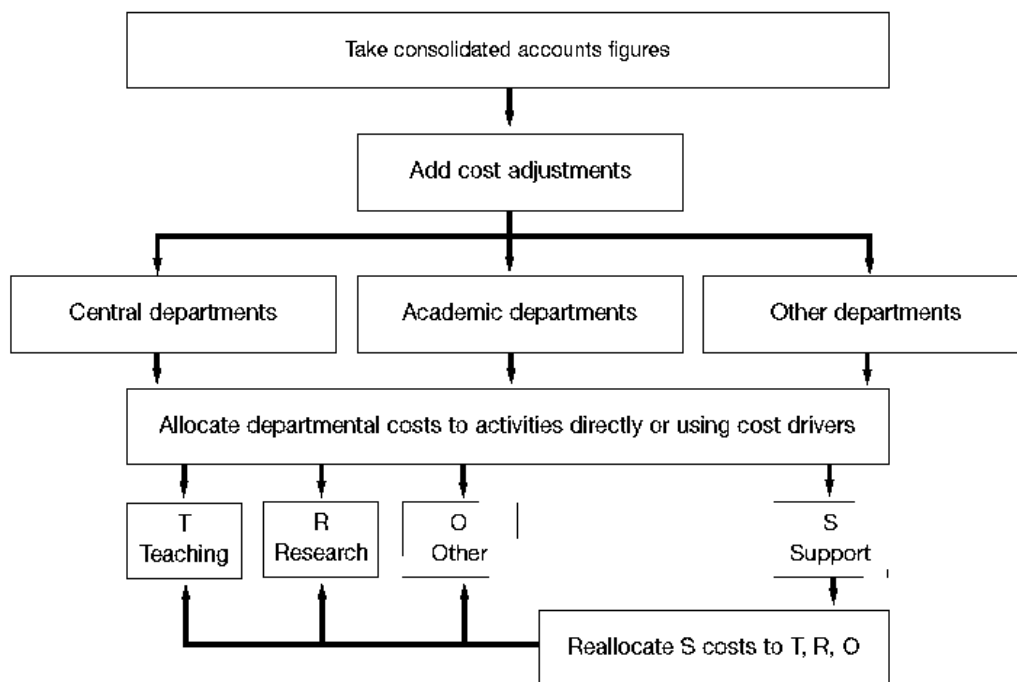 Take consolidated accounts figures
Add cost adjustments
Central departments
Academic departments
Other departments
Allocate departmental costs to activities directly or using cost drivers
T
Teaching
R
Research
O
Other
S
Support
Reallocate S costs to T, R, O